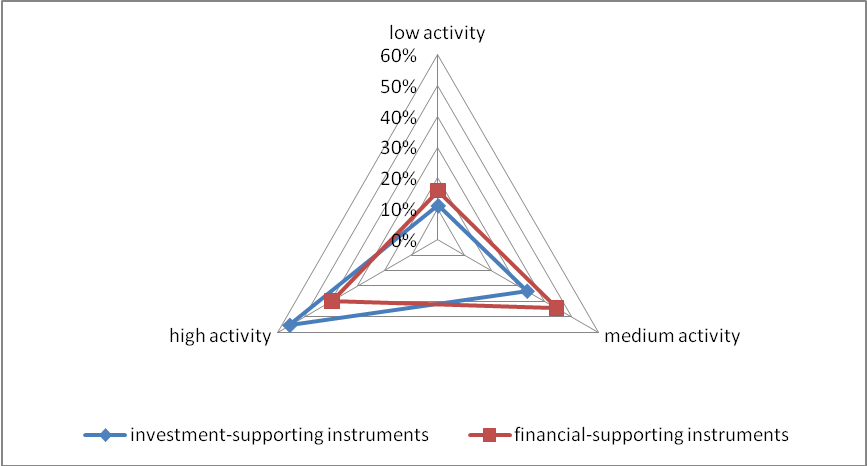 low activity
60%
50%
40%
30%
20%
10%
0%
high activity
medium activity
investment-supporting instruments
financial-supporting instruments